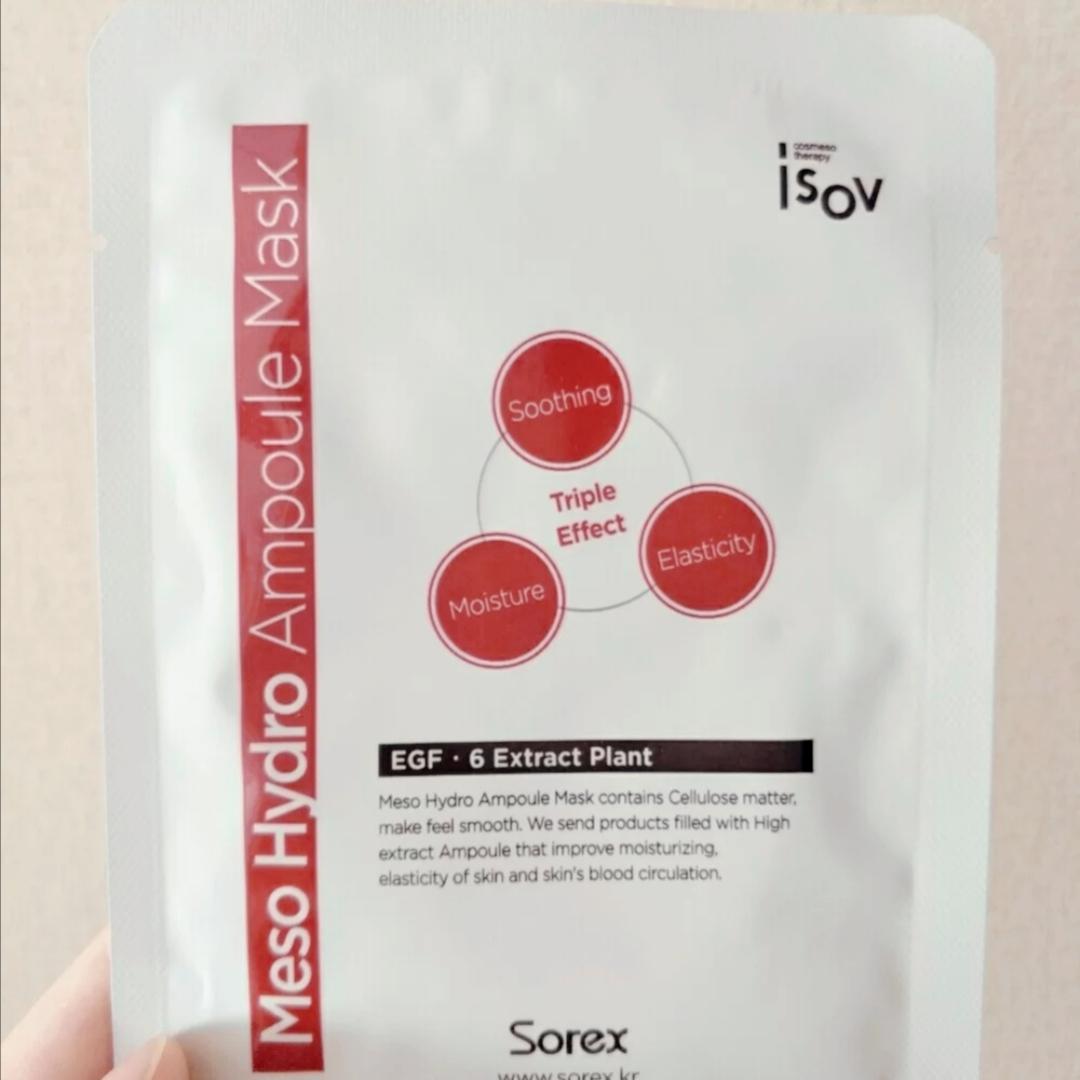 Meso Hydro Ampoule Mask
cosmeso
therapy
isov
Soothing
Triple
Effect
Elasticity
Moisture
EGF · 6 Extract Plant
Meso Hydro Ampoule Mask contains Cellulose matter,
make feel smooth. We send products filled with High
extract Ampoule that improve moisturizing,
elasticity of skin and skin's blood circulation.
Sorex
www.sorex.kr